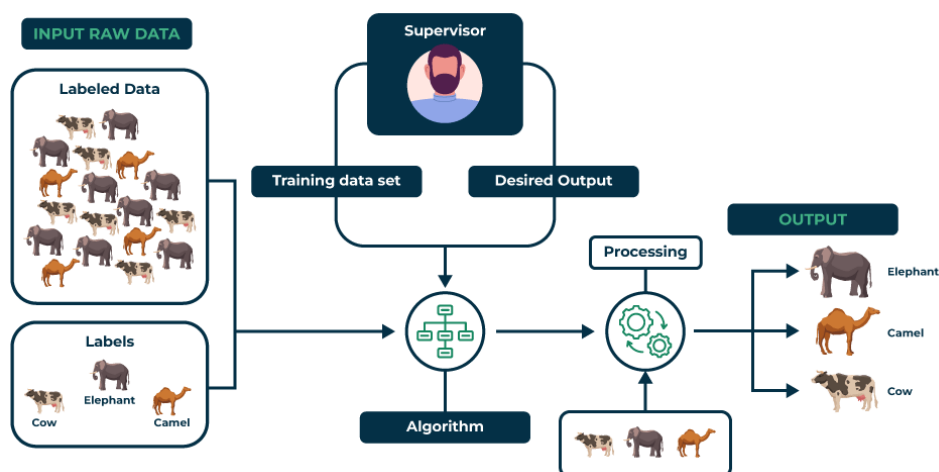 INPUT RAW DATA
Labeled Data
Labels
Elephant
Cow
Camel
Supervisor
Training data set
Desired Output
Algorithm
Processing
OUTPUT
Elephant
Camel
Cow